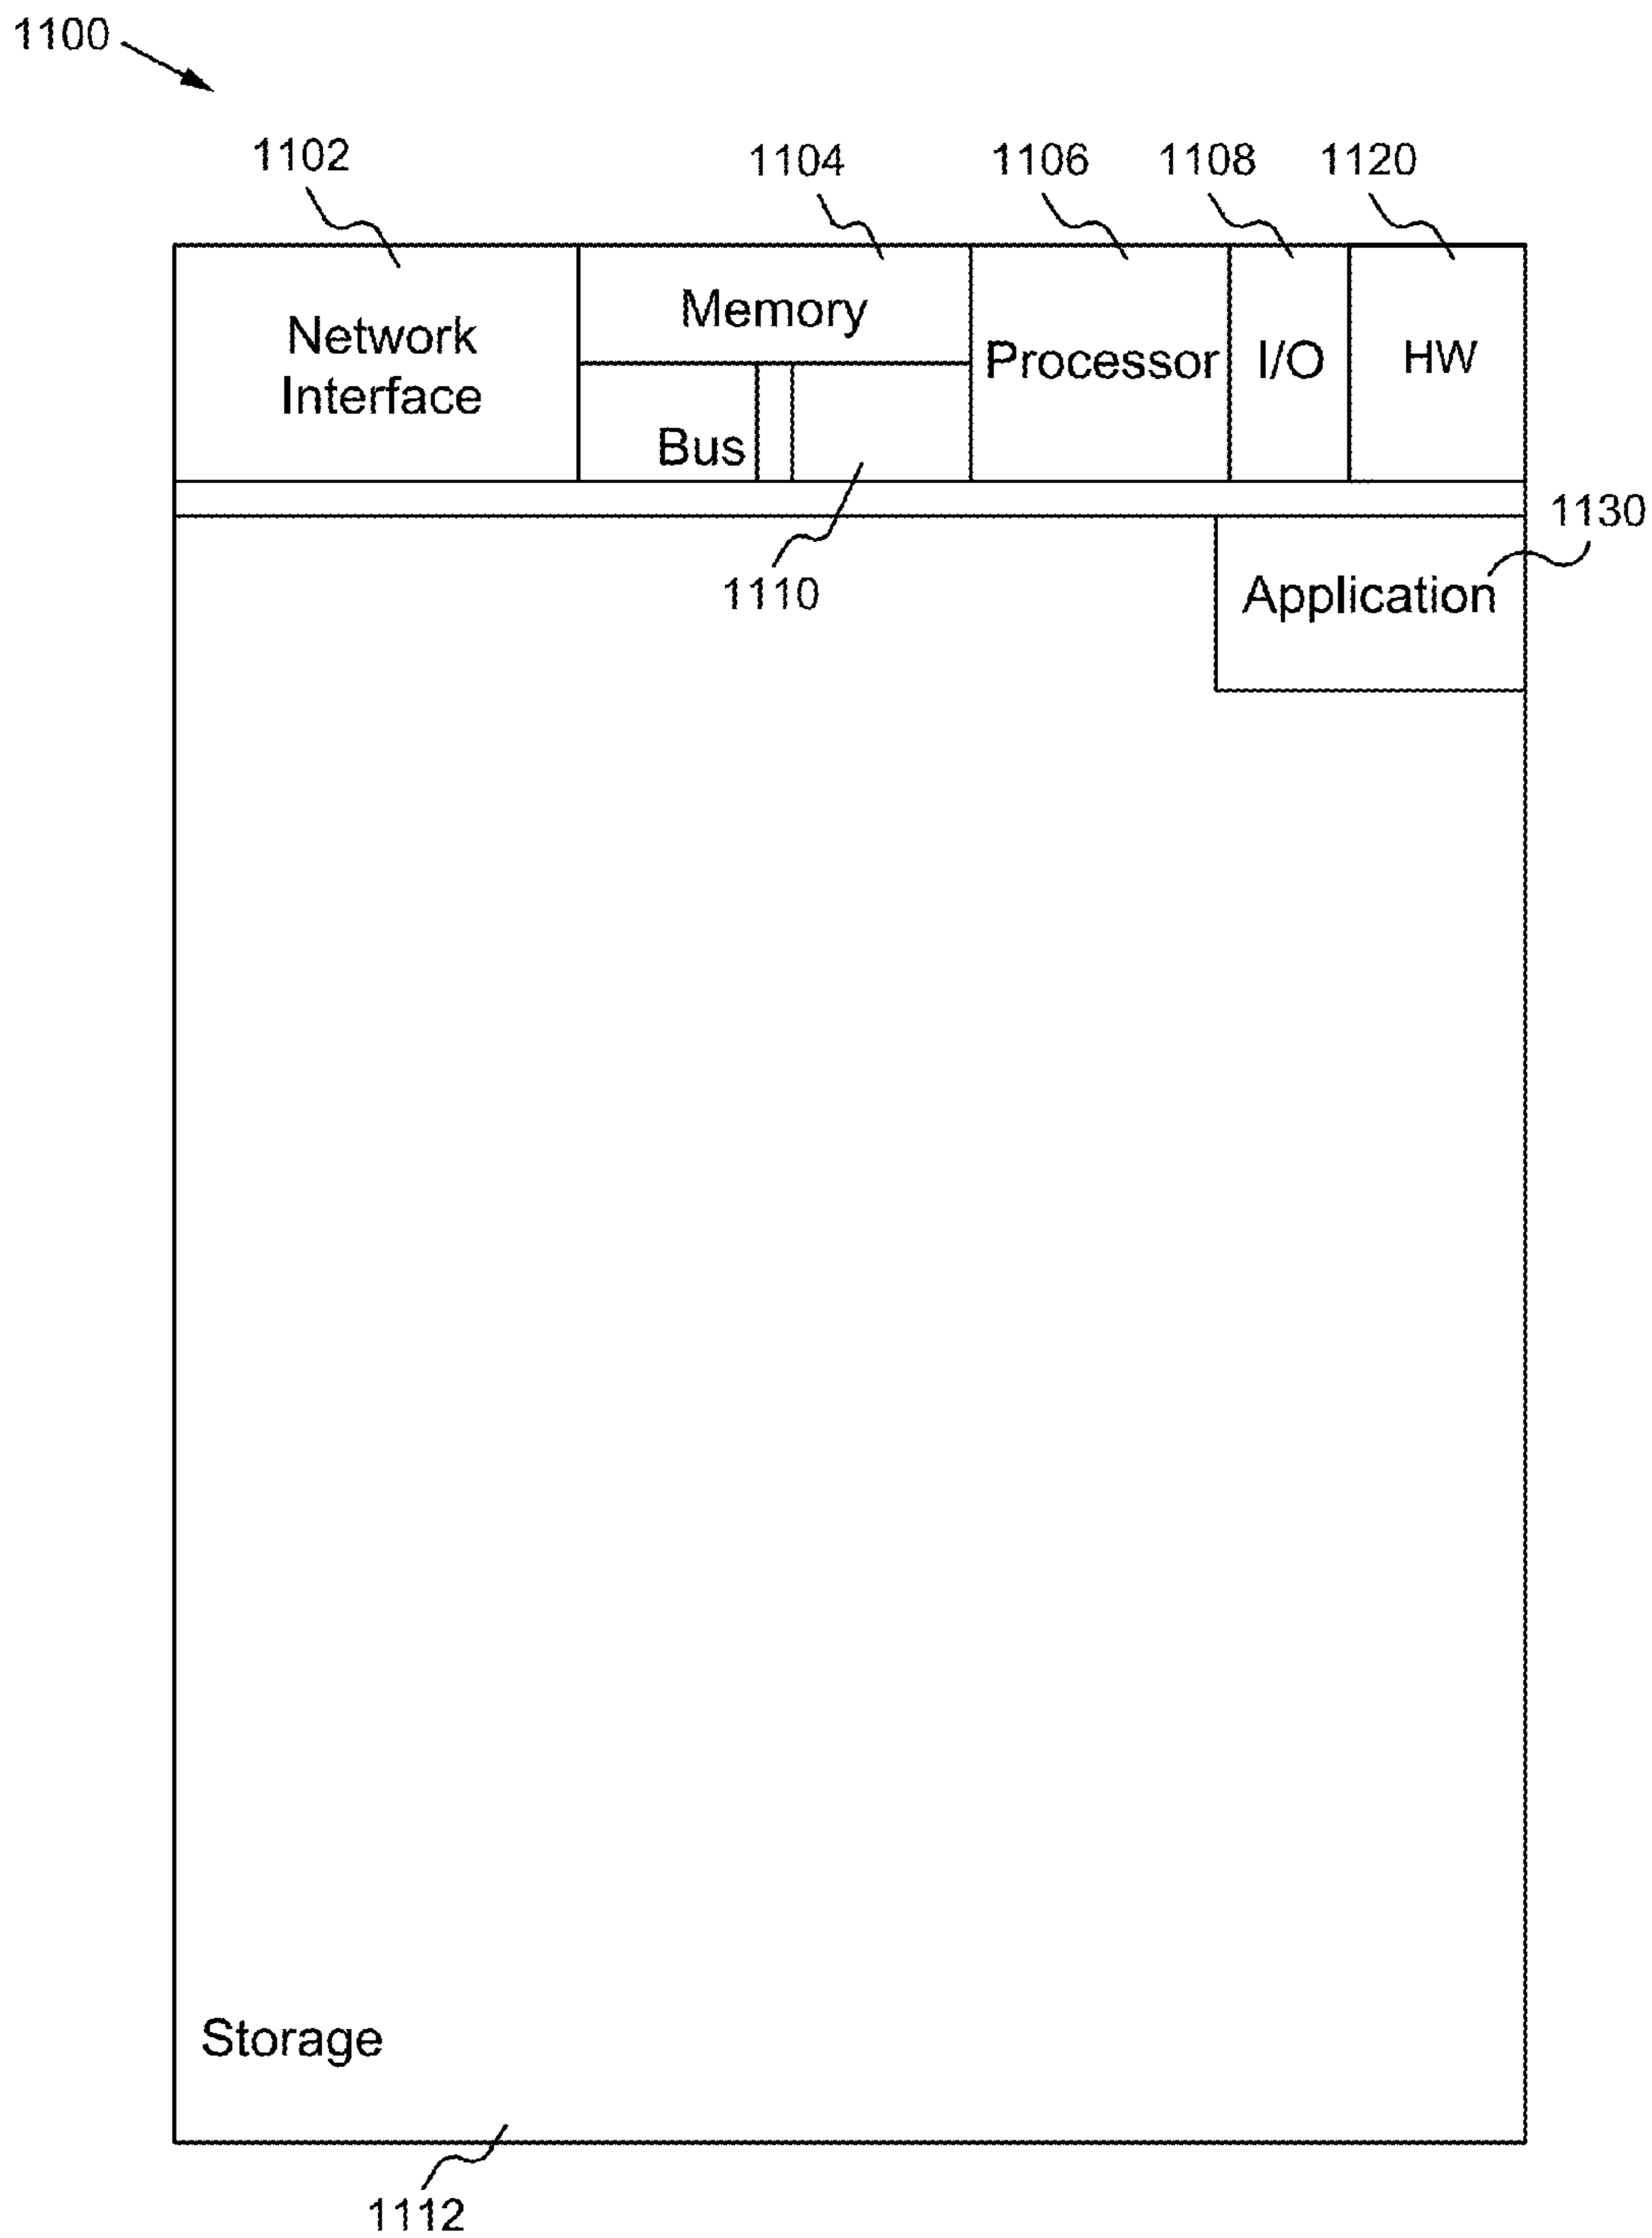 1100
1102
1104
1106
1108
1120
Network
Interface
Memory
Processor
I/O
HW
Bus
1130
1110
Application
Storage
1112